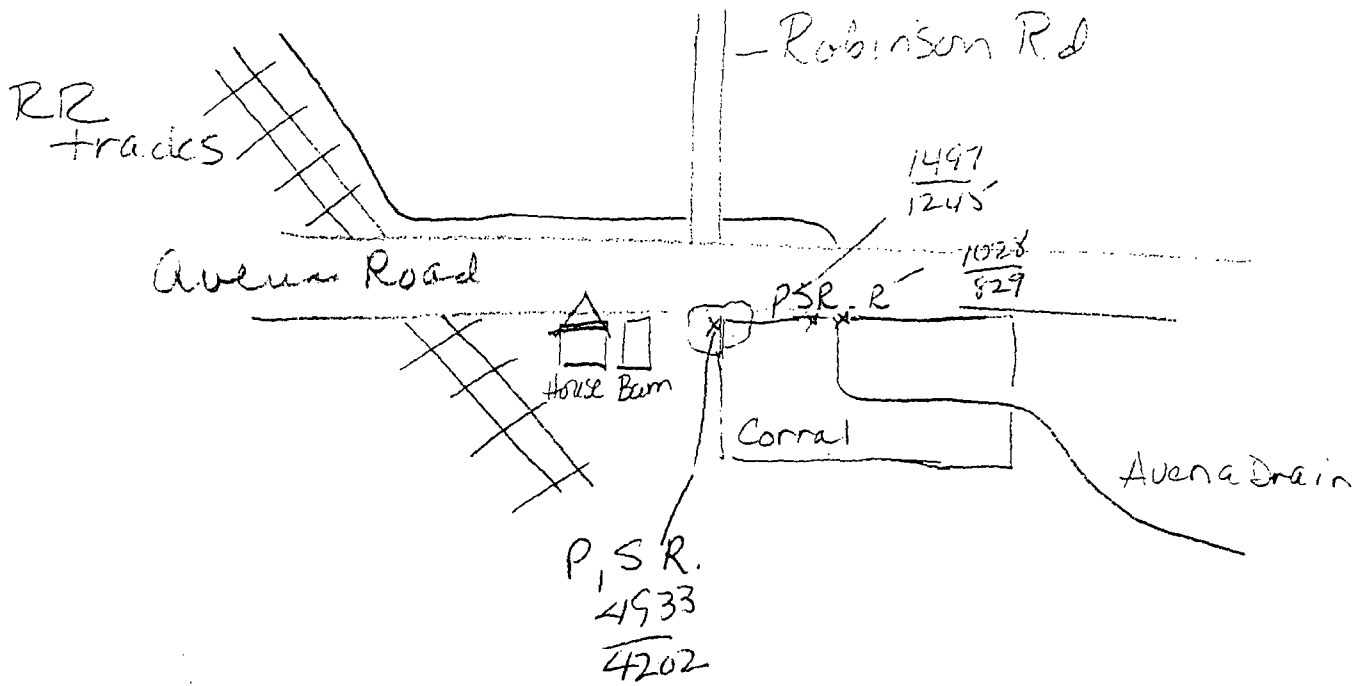 Robinson Rd
RR
tracks
1497
1245
1028
829
Avena Road
PSR R
House Barn
Corral
Avena Drain
P, S R.
4933
4202